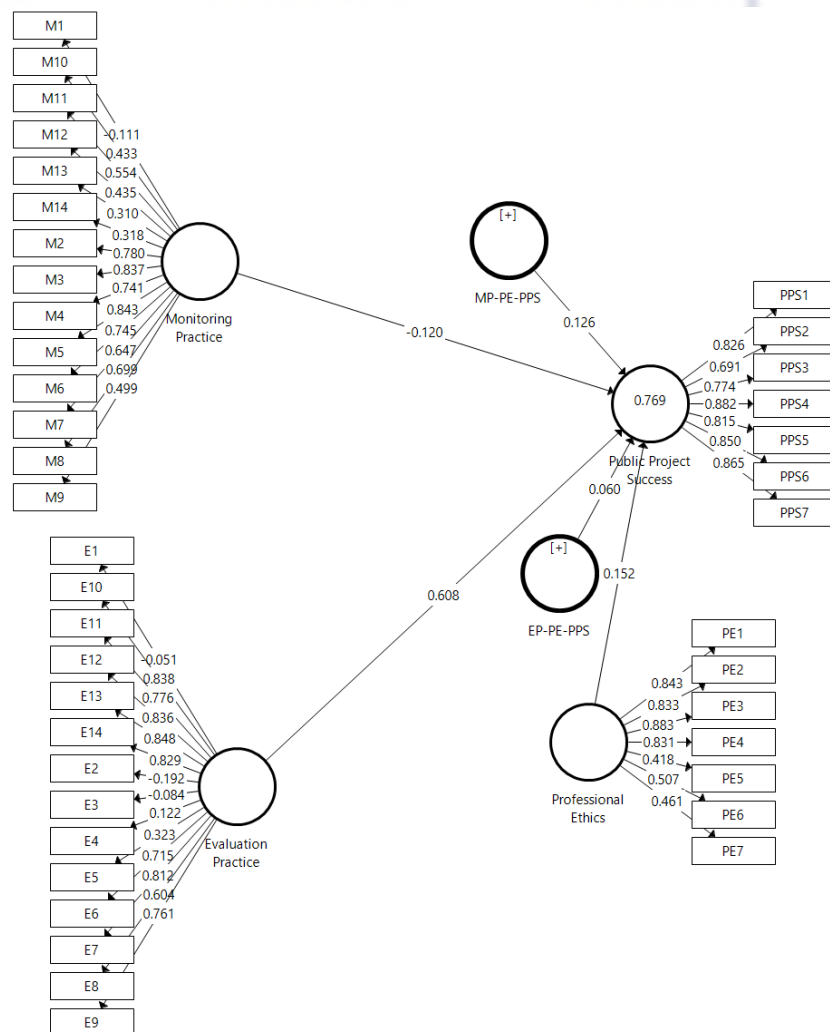 M1
M10
M11
M12
M13
M14
M2
M3
M4
M5
M6
M7
M8
M9
-0.111
0.433
0.554
0.435
0.310
0.318
0.780
0.837
0.741
0.843
0.745
0.647
0.699
0.499
Monitoring
Practice
-0.120
[+]
MP-PE-PPS
0.126
0.769
Public Project
Success
0.826
0.691
0.774
0.882
0.815
0.850
0.865
PPS1
PPS2
PPS3
PPS4
PPS5
PPS6
PPS7
0.060
[+]
EP-PE-PPS
0.152
0.608
E1
E10
E11
E12
E13
E14
E2
E3
E4
E5
E6
E7
E8
E9
-0.051
0.838
0.776
0.836
0.848
0.829
-0.192
-0.084
0.122
0.323
0.715
0.812
0.604
0.761
Evaluation
Practice
Professional
Ethics
0.843
0.833
0.883
0.831
0.418
0.507
0.461
PE1
PE2
PE3
PE4
PE5
PE6
PE7